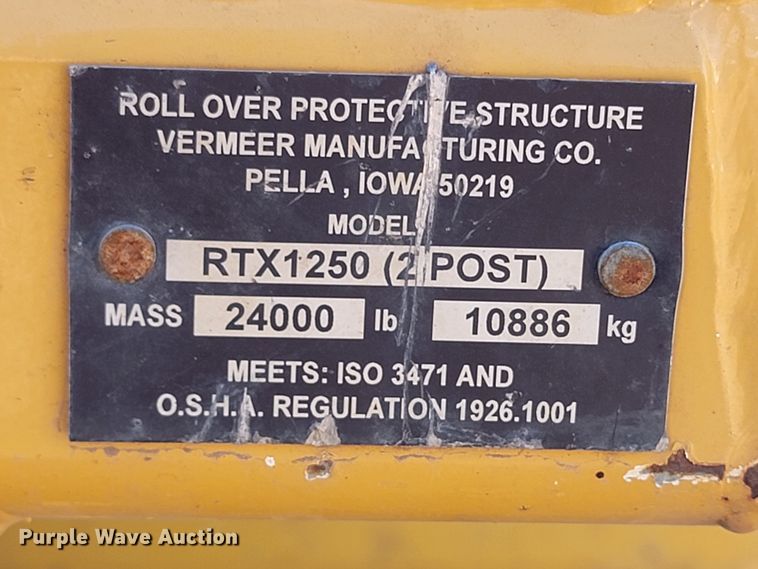 ROLL OVER PROTECTIVE STRUCTURE
VERMEER MANUFACTURING CO.
PELLA , IOWA 50219
MODEL
RTX1250 (2 POST)
MASS 24000 lb 10886 kg
MEETS: ISO 3471 AND
O.S.H.A. REGULATION 1926.1001
Purple Wave Auction